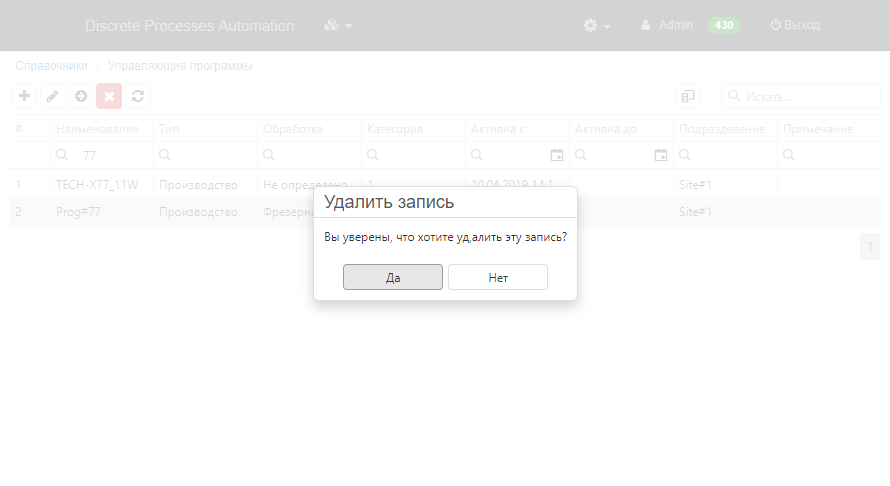 Discrete Processes Automation Admin 430 Выход
Справочники / Управляющие программы
Искать...
# Наименование Тип Обработка Категория Активна с Активна до Подразделение Примечание
77
1 TECH-X77_11W Производство Не определено 1 10.04.2019 14:1 Site#1
2 Prog#77 Производство Site#1
Удалить запись
Вы уверены, что хотите уд,алить эту запись?
Да Нет
1